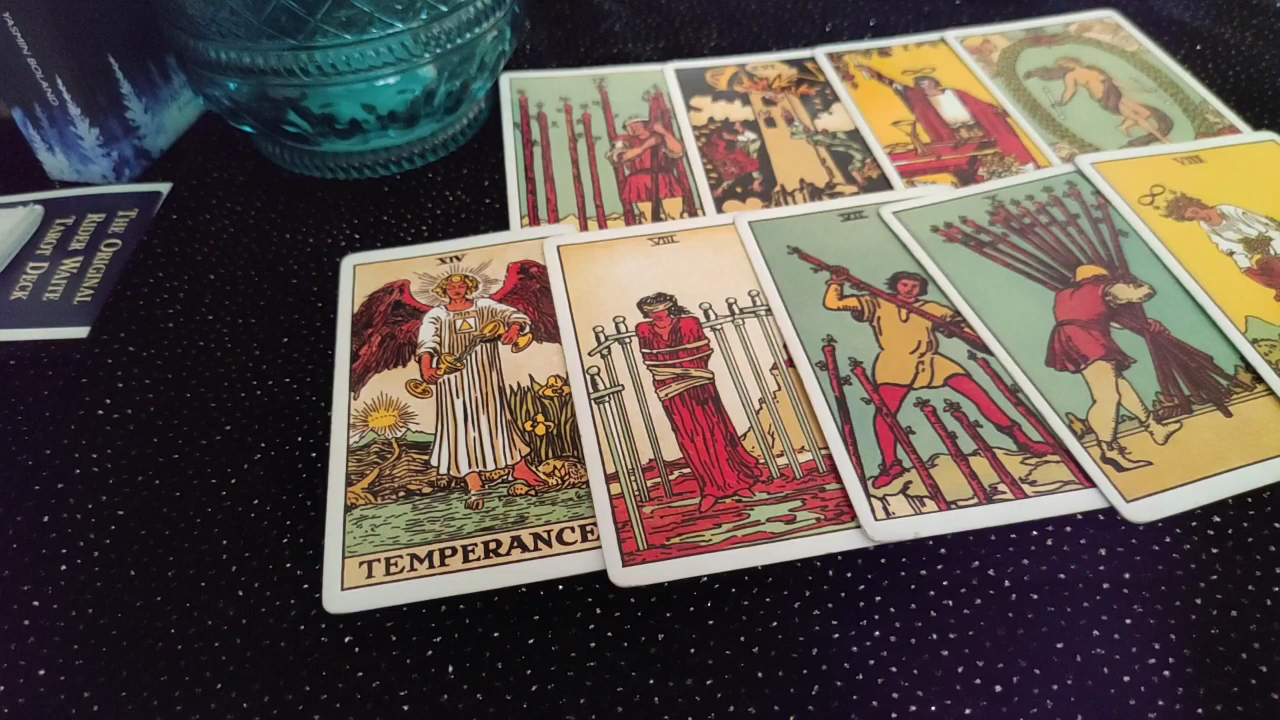 YASMIN BOLAND
THE ORIGINAL
RIDER WAITE
TAROT DECK
XIV
TEMPERANCE
VIII
VII
X
VIII